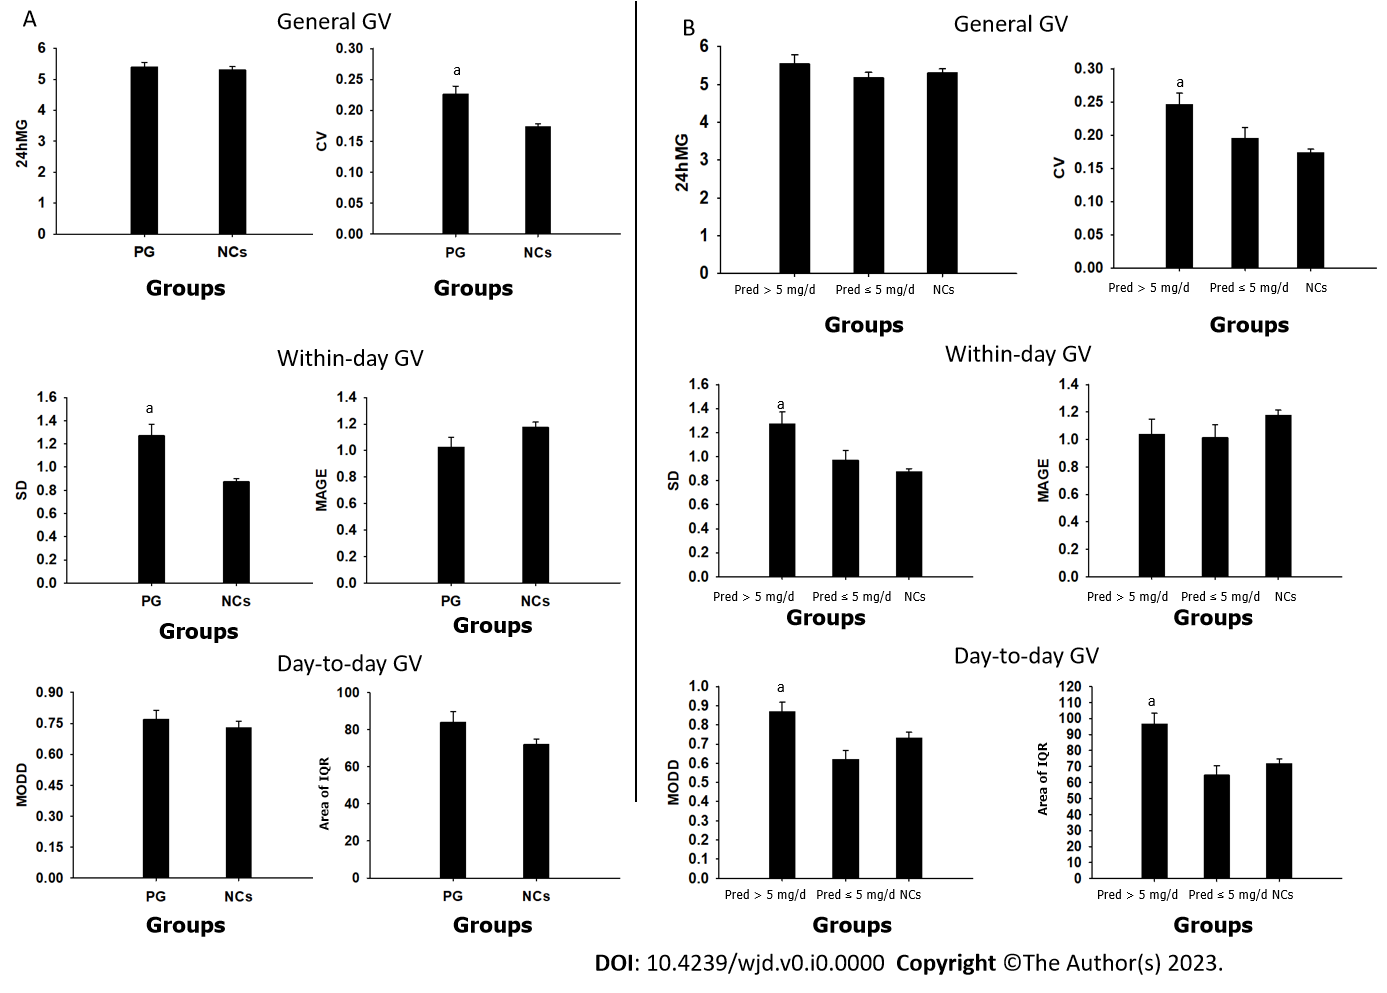 A
General GV
6
5
4
3
2
1
0
24hMG
PG NCs
Groups
0.30
0.25
0.20
0.15
0.10
0.05
0.00
CV
a
PG NCs
Groups
Within-day GV
1.6
1.4
1.2
1.0
0.8
0.6
0.4
0.2
0.0
SD
a
PG NCs
Groups
1.4
1.2
1.0
0.8
0.6
0.4
0.2
0.0
MAGE
PG NCs
Groups
Day-to-day GV
0.90
0.75
0.60
0.45
0.30
0.15
0.00
MODD
PG NCs
Groups
100
80
60
40
20
0
Area of IQR
PG NCs
Groups
B
General GV
6
5
4
3
2
1
0
24hMG
Pred > 5 mg/d Pred ≤ 5 mg/d NCs
Groups
0.30
0.25
0.20
0.15
0.10
0.05
0.00
CV
a
Pred > 5 mg/d Pred ≤ 5 mg/d NCs
Groups
Within-day GV
1.6
1.4
1.2
1.0
0.8
0.6
0.4
0.2
0.0
SD
a
Pred > 5 mg/d Pred ≤ 5 mg/d NCs
Groups
1.4
1.2
1.0
0.8
0.6
0.4
0.2
0.0
MAGE
Pred > 5 mg/d Pred ≤ 5 mg/d NCs
Groups
Day-to-day GV
1.0
0.9
0.8
0.7
0.6
0.5
0.4
0.3
0.2
0.1
0.0
MODD
a
Pred > 5 mg/d Pred ≤ 5 mg/d NCs
Groups
120
110
100
90
80
70
60
50
40
30
20
10
0
Area of IQR
a
Pred > 5 mg/d Pred ≤ 5 mg/d NCs
Groups
DOI: 10.4239/wjd.v0.i0.0000 Copyright ©The Author(s) 2023.